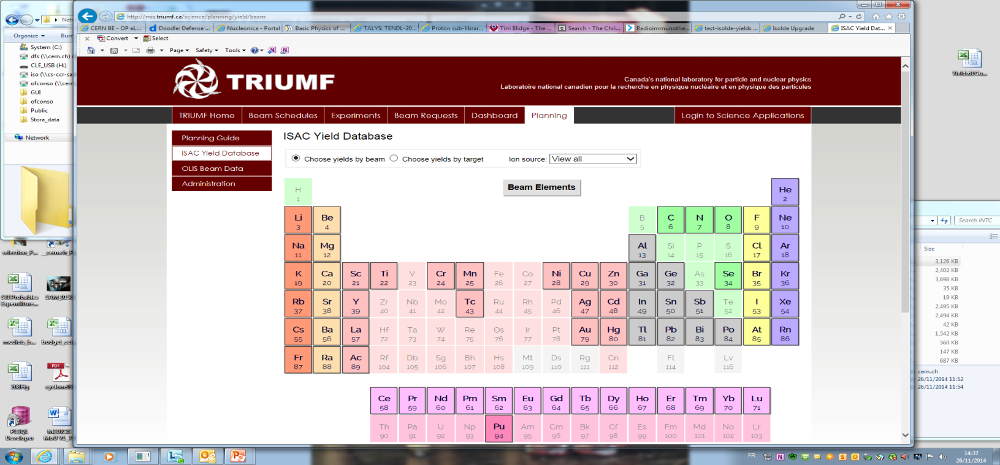 http://mis.triumf.ca/science/planning/yield/beam
CERN BE - OP eL... Doodle: Defense ... Nucleonica - Portal Basic Physics of ... TALYS: TENDL-20... Proton sub-librar... Tim Illidge - The ... Search - The Chri... Radioimmunothe... test-isolde-yields ... Isolde Upgrade ISAC Yield Dat...
Convert Select
Page Safety Tools
Organize Burr
System (C:)
dfs (\\cern.ch)
CLE_USB (H:)
iso (\\cs-ccr-sa
ofconso (\\cern
GUI
ofconso
Public
Stora_data
Network
TRIUMF
Canada's national laboratory for particle and nuclear physics
Laboratoire national canadien pour la recherche en physique nucléaire et en physique des particules
TRIUMF Home Beam Schedules Experiments Beam Requests Dashboard Planning Login to Science Applications
Planning Guide
ISAC Yield Database
OLIS Beam Data
Administration
ISAC Yield Database
Choose yields by beam Choose yields by target Ion source: View all
Beam Elements
H He
1 2
Li Be B C N O F Ne
3 4 5 6 7 8 9 10
Na Mg Al Si P S Cl Ar
11 12 13 14 15 16 17 18
K Ca Sc Ti V Cr Mn Fe Co Ni Cu Zn Ga Ge As Se Br Kr
19 20 21 22 23 24 25 26 27 28 29 30 31 32 33 34 35 36
Rb Sr Y Zr Nb Mo Tc Ru Rh Pd Ag Cd In Sn Sb Te I Xe
37 38 39 40 41 42 43 44 45 46 47 48 49 50 51 52 53 54
Cs Ba La Hf Ta W Re Os Ir Pt Au Hg Tl Pb Bi Po At Rn
55 56 57 72 73 74 75 76 77 78 79 80 81 82 83 84 85 86
Fr Ra Ac Rf Db Sg Bh Hs Mt Ds Rg Cn Fl Lv
87 88 89 104 105 106 107 108 109 110 111 112 114 116
Ce Pr Nd Pm Sm Eu Gd Tb Dy Ho Er Tm Yb Lu
58 59 60 61 62 63 64 65 66 67 68 69 70 71
Th Pa U Np Pu Am Cm Bk Cf Es Fm Md No Lr
90 91 92 93 94 95 96 97 98 99 100 101 102 103
selection_P...
STI Probables SAM_0158
Expenditure...
medicis_b... budget_cet
208Hg cyclone03
PLSQL MEDICIS
Developer MoU V1_T
Search INTC
Size
3,126 KB
2,402 KB
3,698 KB
35 KB
19 KB
2,495 KB
2,494 KB
42 KB
1,542 KB
560 KB
147 KB
687 KB
cern.ch
26/11/2014 11:52
26/11/2014 11:54
FR 14:37
26/11/2014